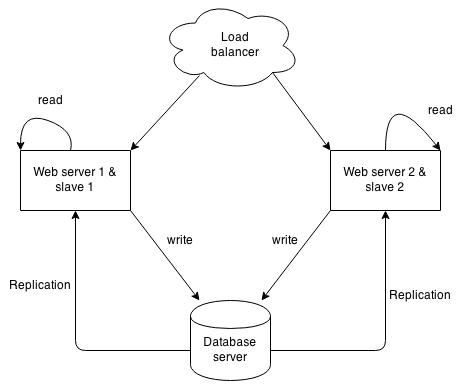 Load
balancer
read
read
Web server 1 &
slave 1
Web server 2 &
slave 2
write
write
Replication
Replication
Database
server